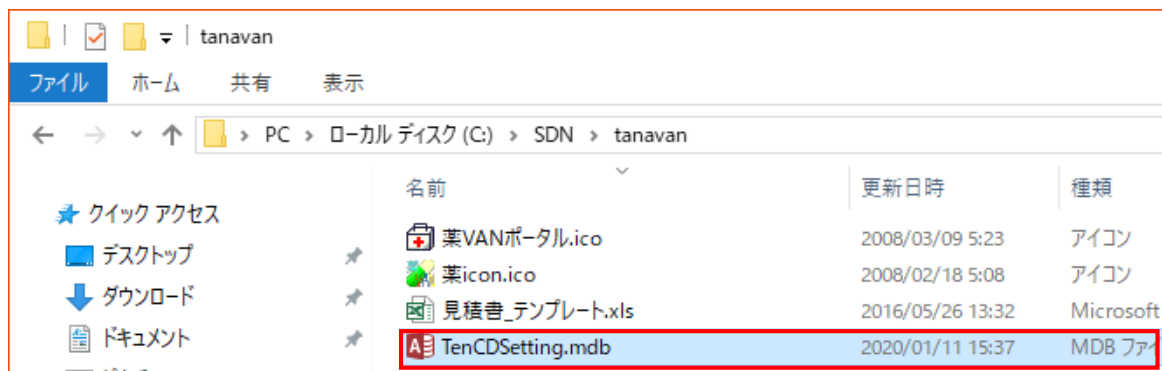 tanavan
ファイル ホーム 共有 表示
PC ローカル ディスク (C:) SDN tanavan
名前 更新日時 種類
クイック アクセス
薬VANポータル.ico 2008/03/09 5:23 アイコン
デスクトップ
薬icon.ico 2008/02/18 5:08 アイコン
ダウンロード
見積書_テンプレート.xls 2016/05/26 13:32 Microsoft
ドキュメント
TenCDSetting.mdb 2020/01/11 15:37 MDB ファイ